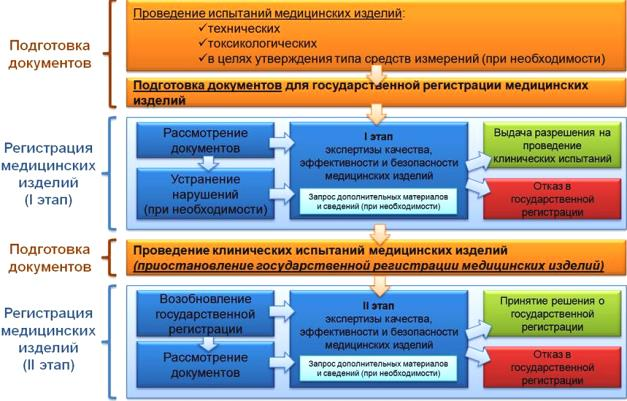 Подготовка
документов
Проведение испытаний медицинских изделий:
✓технических
✓токсикологических
✓в целях утверждения типа средств измерений (при необходимости)
Подготовка документов для государственной регистрации медицинских
изделий
Регистрация
медицинских
изделий
(I этап)
Рассмотрение
документов
Устранение
нарушений
(при необходимости)
I этап
экспертизы качества,
эффективности и безопасности
медицинских изделий
Запрос дополнительных материалов
и сведений (при необходимости)
Выдача разрешения на
проведение
клинических испытаний
Отказ в
государственной
регистрации
Подготовка
документов
Проведение клинических испытаний медицинских изделий
(приостановление государственной регистрации медицинских изделий)
Регистрация
медицинских
изделий
(II этап)
Возобновление
государственной
регистрации
Рассмотрение
документов
II этап
экспертизы качества,
эффективности и безопасности
медицинских изделий
Запрос дополнительных материалов
и сведений (при необходимости)
Принятие решения о
государственной
регистрации
Отказ в
государственной
регистрации